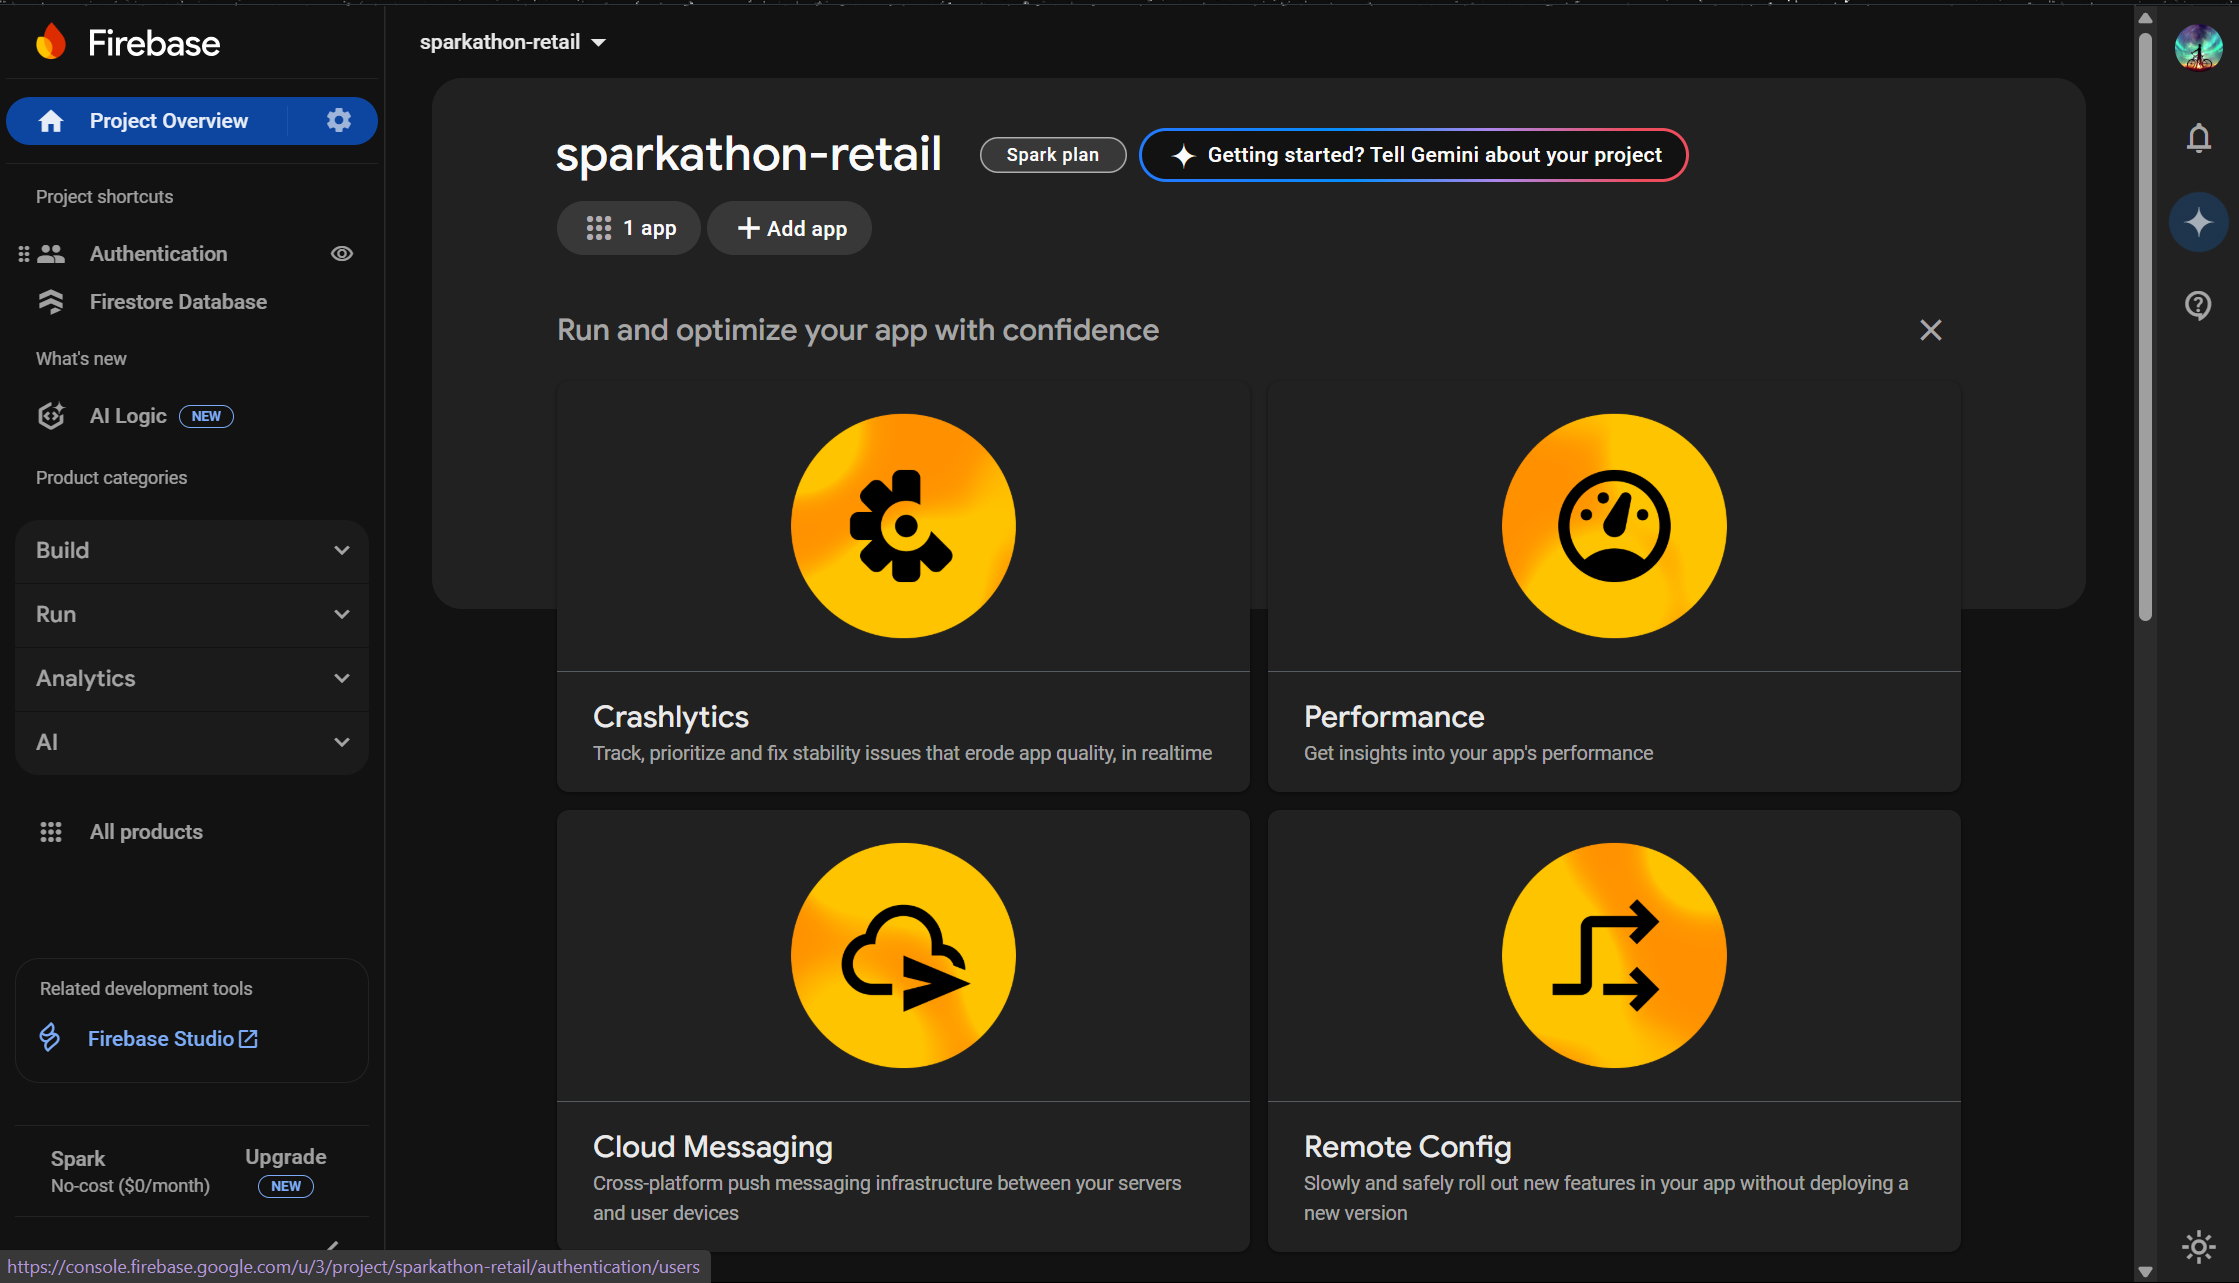 Firebase
Project Overview
Project shortcuts
Authentication
Firestore Database
What's new
AI Logic NEW
Product categories
Build
Run
Analytics
AI
All products
Related development tools
Firebase Studio
Spark
No-cost ($0/month)
Upgrade
NEW
https://console.firebase.google.com/u/3/project/sparkathon-retail/authentication/users
sparkathon-retail
sparkathon-retail
Spark plan
Getting started? Tell Gemini about your project
1 app
Add app
Run and optimize your app with confidence
Crashlytics
Track, prioritize and fix stability issues that erode app quality, in realtime
Performance
Get insights into your app's performance
Cloud Messaging
Cross-platform push messaging infrastructure between your servers
and user devices
Remote Config
Slowly and safely roll out new features in your app without deploying a
new version